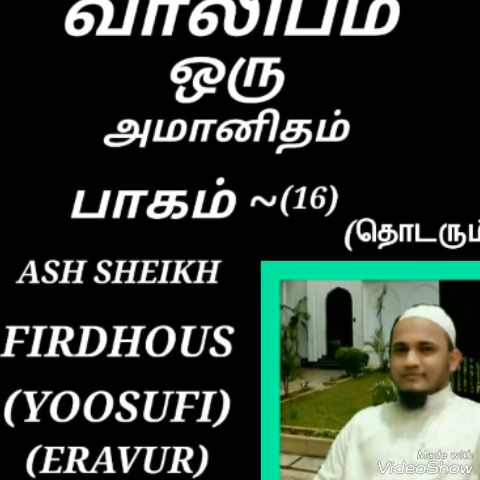 வாலிபம்
ஒரு
அமானிதம்
பாகம் ~(16)
(தொடரும்
ASH SHEIKH
FIRDHOUS
(YOOSUFI)
(ERAVUR)
Made with
VideoShow